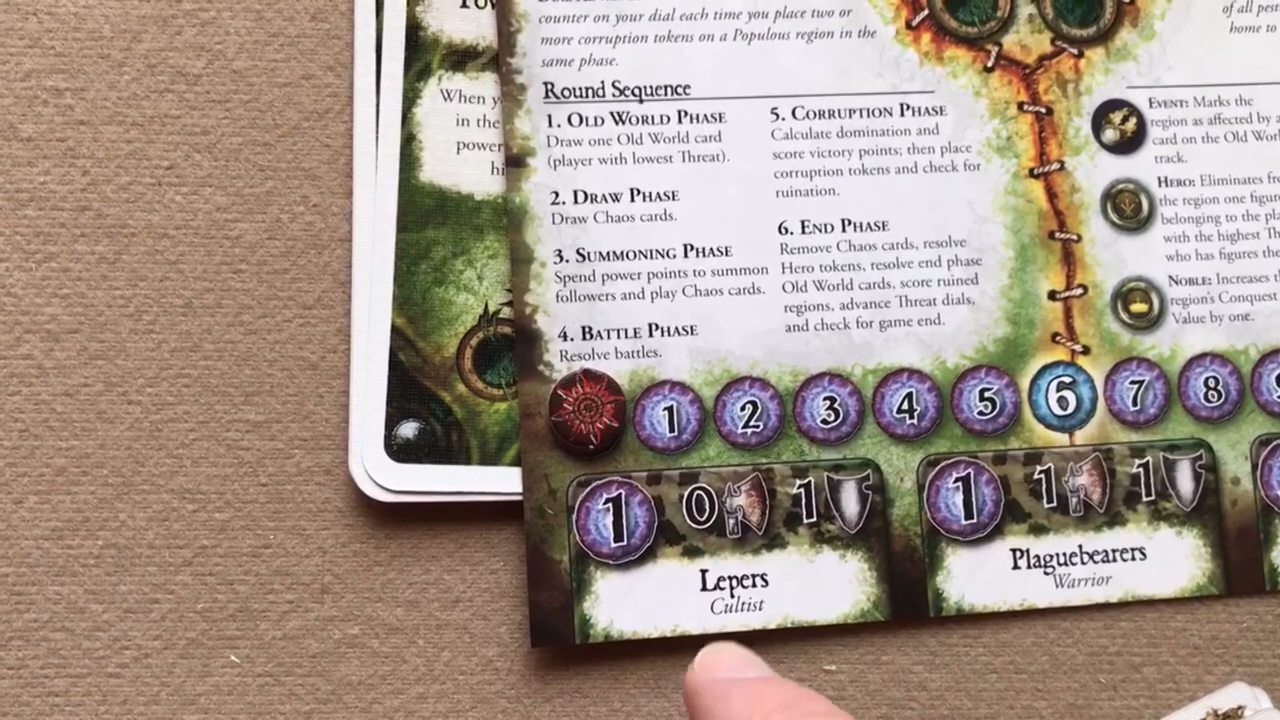 When y
in the
power
hi
counter on your dial each time you place two or
more corruption tokens on a Populous region in the
same phase.
Round Sequence
1. Old World Phase
Draw one Old World card
(player with lowest Threat).
2. Draw Phase
Draw Chaos cards.
3. Summoning Phase
Spend power points to summon
followers and play Chaos cards.
4. Battle Phase
Resolve battles.
5. Corruption Phase
Calculate domination and
score victory points; then place
corruption tokens and check for
ruination.
6. End Phase
Remove Chaos cards, resolve
Hero tokens, resolve end phase
Old World cards, score ruined
regions, advance Threat dials,
and check for game end.
of all pest
home to
Event: Marks the
region as affected by a
card on the Old Wor
track.
Hero: Eliminates fro
the region one figur
belonging to the pla
with the highest Th
who has figures the
Noble: Increases t
region's Conquest
Value by one.
1 2 3 4 5 6 7 8
1 0 1
Lepers
Cultist
1 1 1
Plaguebearers
Warrior